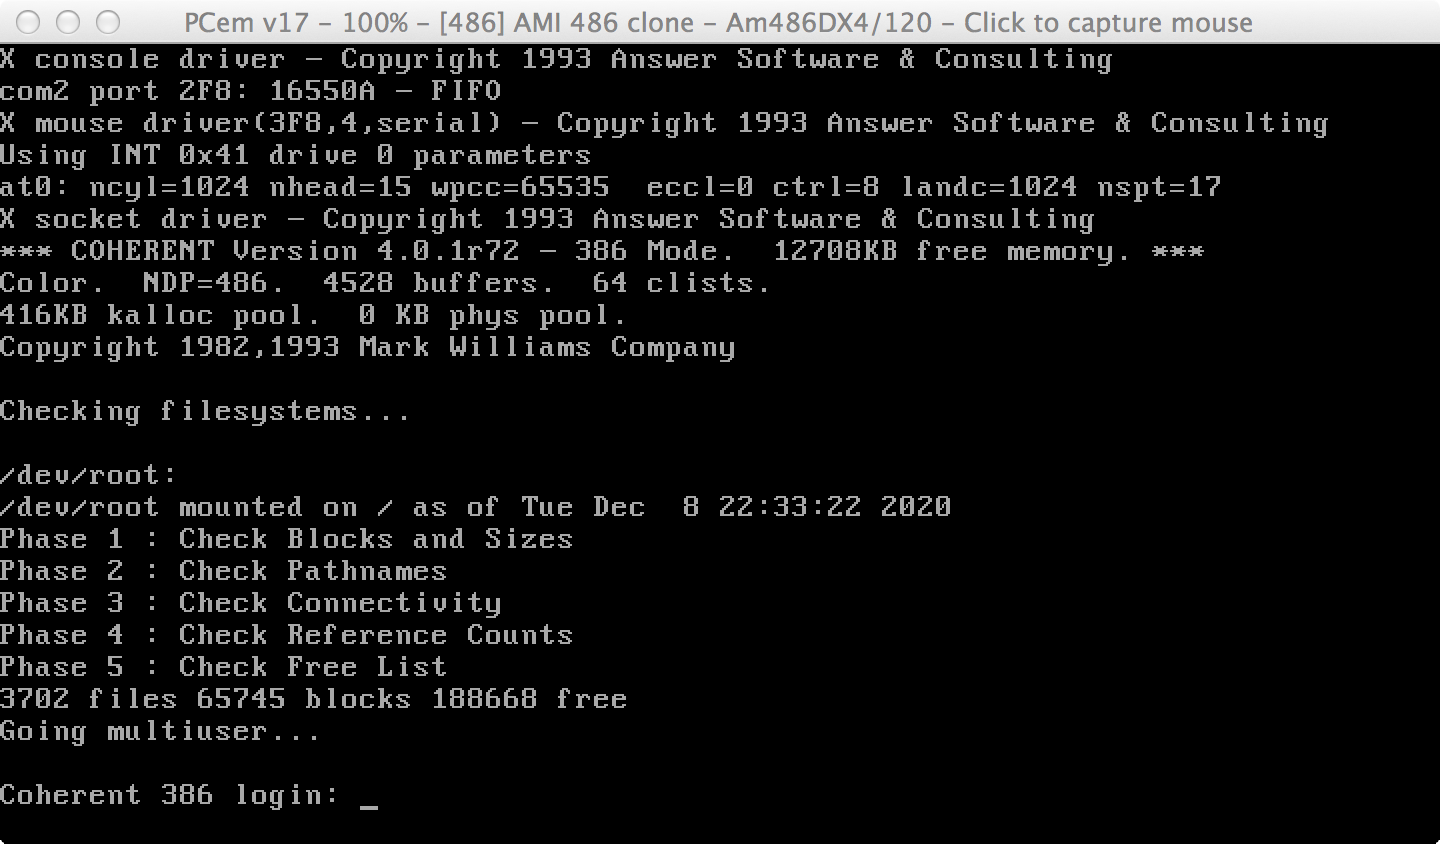 PCem v17 – 100% – [486] AMI 486 clone – Am486DX4/120 – Click to capture mouse
X console driver - Copyright 1993 Answer Software & Consulting
com2 port 2F8: 16550A - FIFO
X mouse driver(3F8,4,serial) - Copyright 1993 Answer Software & Consulting
Using INT 0x41 drive 0 parameters
at0: ncyl=1024 nhead=15 wpcc=65535  eccl=0 ctrl=8 landc=1024 nspt=17
X socket driver - Copyright 1993 Answer Software & Consulting
*** COHERENT Version 4.0.1r72 - 386 Mode.  12708KB free memory. ***
Color.  NDP=486.  4528 buffers.  64 clists.
416KB kalloc pool.  0 KB phys pool.
Copyright 1982,1993 Mark Williams Company
Checking filesystems...
/dev/root:
/dev/root mounted on / as of Tue Dec  8 22:33:22 2020
Phase 1 : Check Blocks and Sizes
Phase 2 : Check Pathnames
Phase 3 : Check Connectivity
Phase 4 : Check Reference Counts
Phase 5 : Check Free List
3702 files 65745 blocks 188668 free
Going multiuser...
Coherent 386 login: _